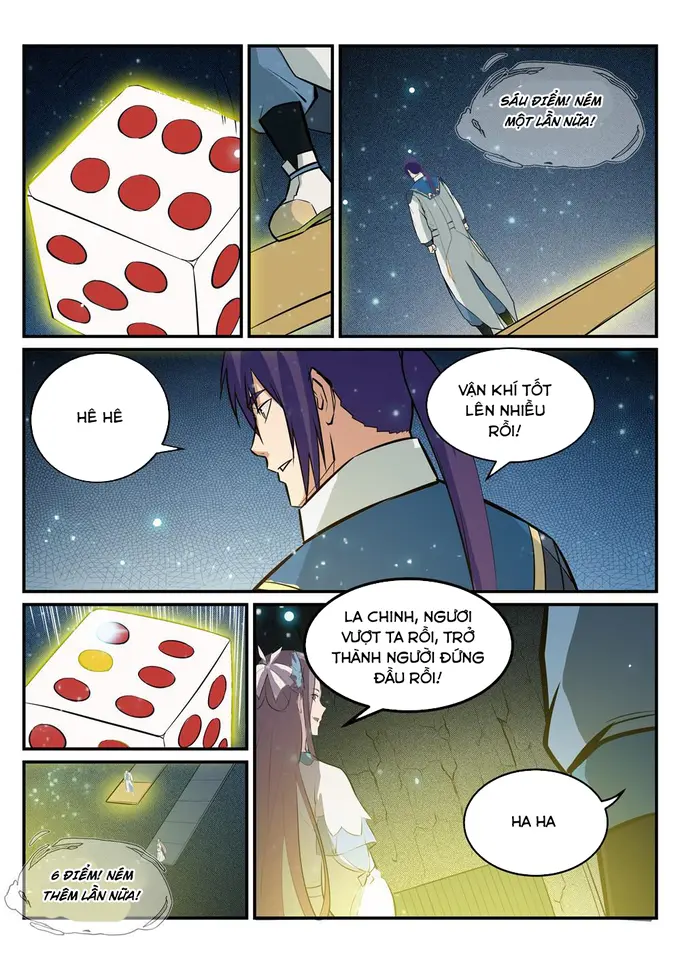 SÁU ĐIỂM! NÉM
MỘT LẦN NỮA!
HÊ HÊ
VẬN KHÍ TỐT
LÊN NHIỀU
RỒI!
LA CHINH, NGƯƠI
VƯỢT TA RỒI, TRỞ
THÀNH NGƯỜI ĐỨNG
ĐẦU RỒI!
HA HA
6 ĐIỂM! NÉM
THÊM LẦN NỮA!